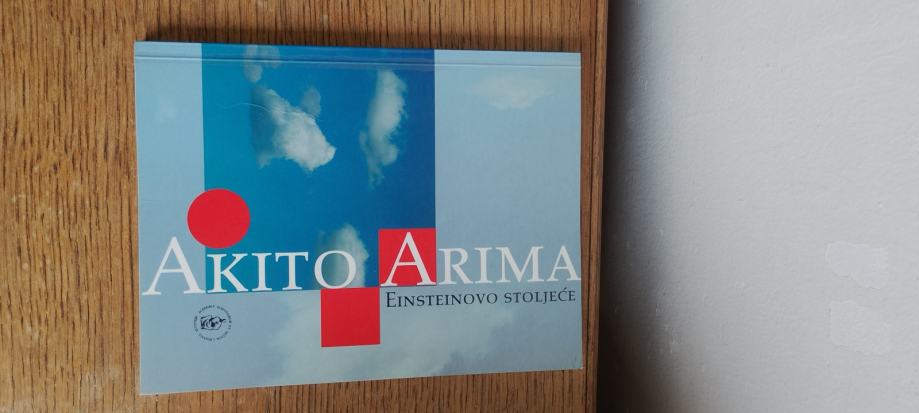 AKITO ARIMA
EINSTEINOVO STOLJEĆE